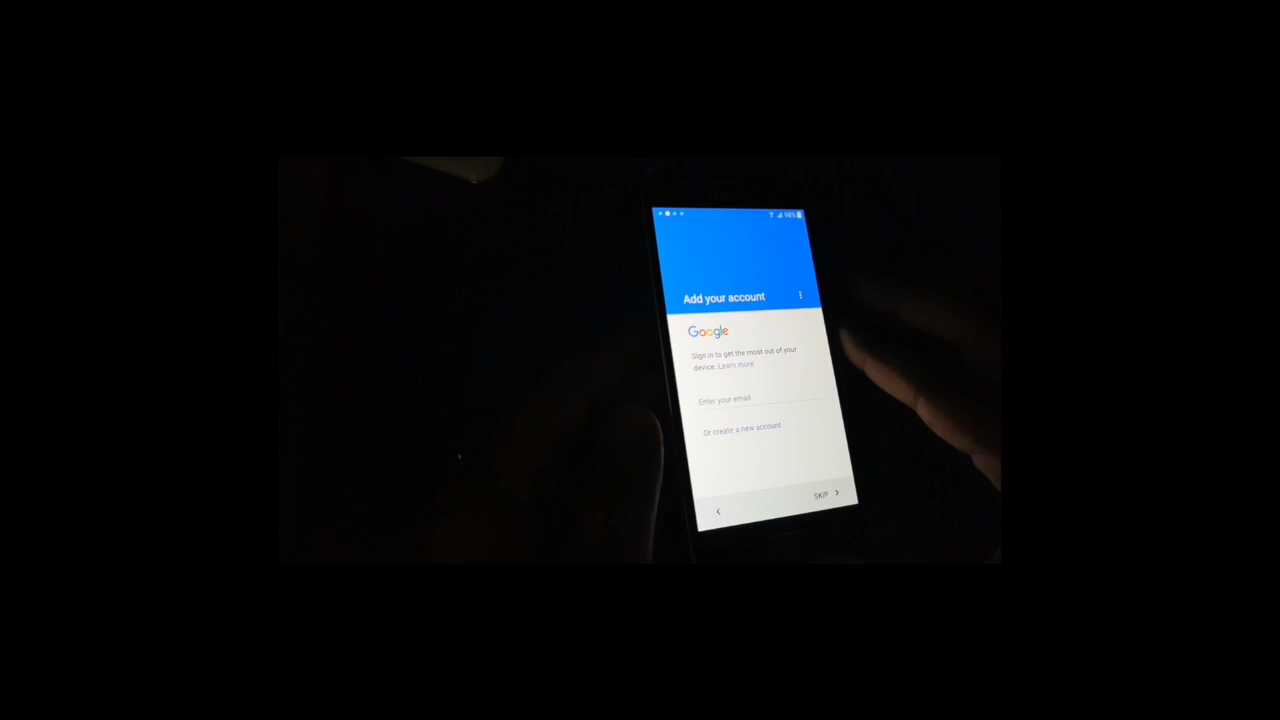 98%
Add your account
Google
Sign in to get the most out of your
device. Learn more
Enter your email
Or create a new account
SKIP